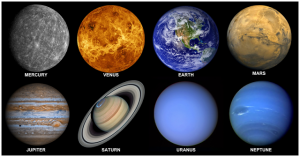 MERCURY
VENUS
EARTH
MARS
JUPITER
SATURN
URANUS
NEPTUNE